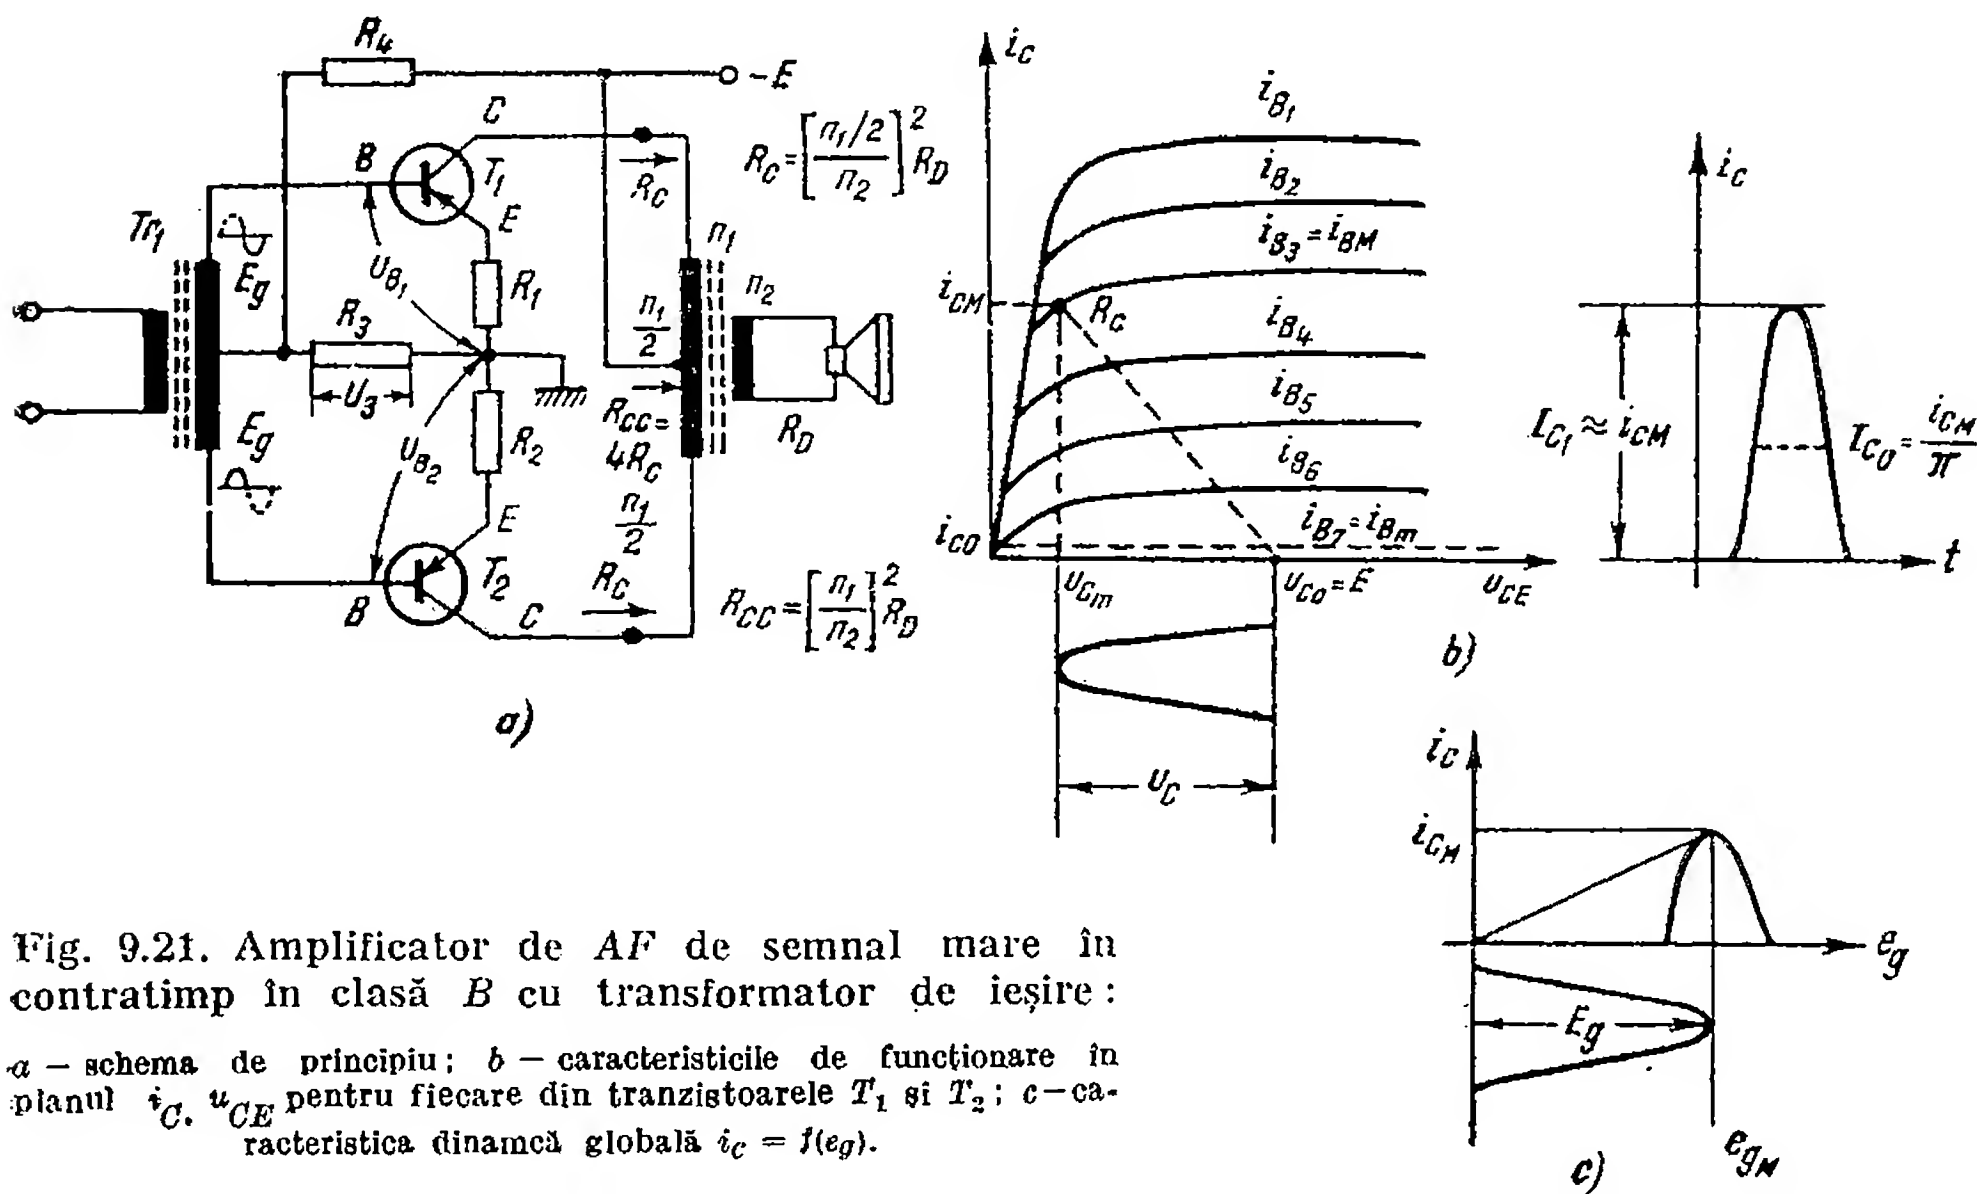 R4
-E
C
B
T1
RC
E
RC = [n1/2 / n2]² RD
Tr1
Eg
UB1
R1
n1
n2
R3
n1/2
U3
RCC = 4RC
RD
Eg
UB2
R2
n1/2
E
T2
RC
B
C
RCC = [n1/n2]² RD
a)
iC
iB1
iB2
iB3 = iBM
iCM
RC
iB4
iB5
iB6
iC0
iB7 = iBm
uCm
uC0 = E
uCE
b)
uC
iC
IC1 ≈ iCM
IC0 = iCM/π
t
iC
iCM
eg
Eg
egM
c)
Fig. 9.21. Amplificator de AF de semnal mare în
contratimp în clasă B cu transformator de ieșire :
a — schema de principiu ; b — caracteristicile de funcționare în
planul iC, uCE pentru fiecare din tranzistoarele T1 și T2 ; c — ca-
racteristica dinamcă globală iC = f(eg).